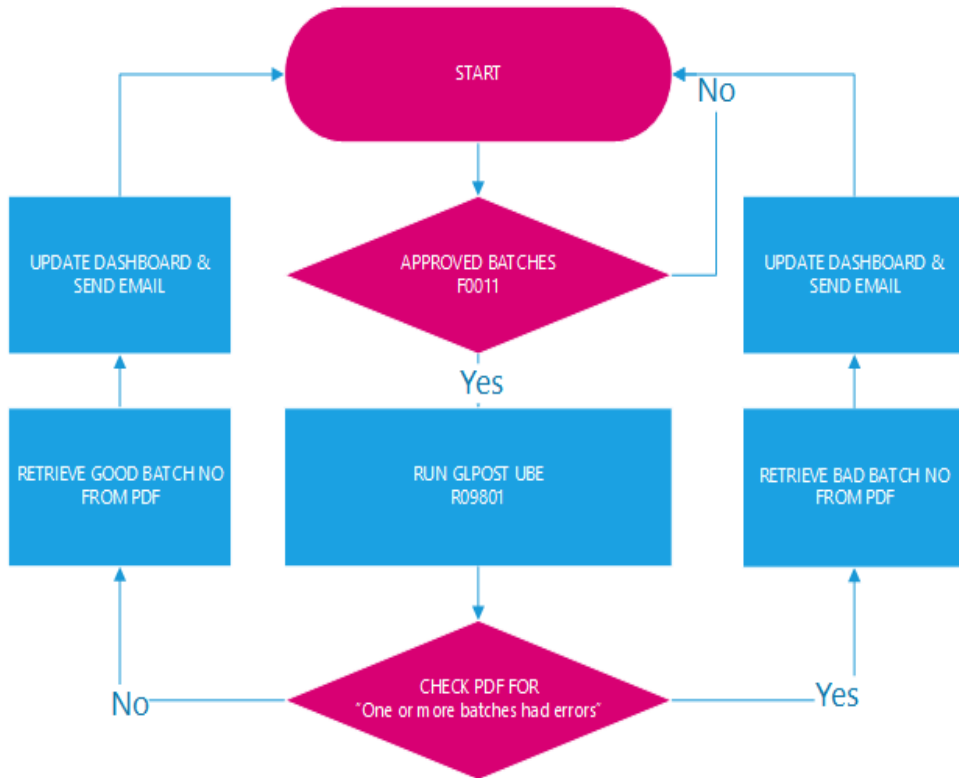 START
No
APPROVED BATCHES
F0011
UPDATE DASHBOARD &
SEND EMAIL
UPDATE DASHBOARD &
SEND EMAIL
Yes
RETRIEVE GOOD BATCH NO
FROM PDF
RUN GLPOST UBE
R09801
RETRIEVE BAD BATCH NO
FROM PDF
CHECK PDF FOR
"One or more batches had errors"
No
Yes